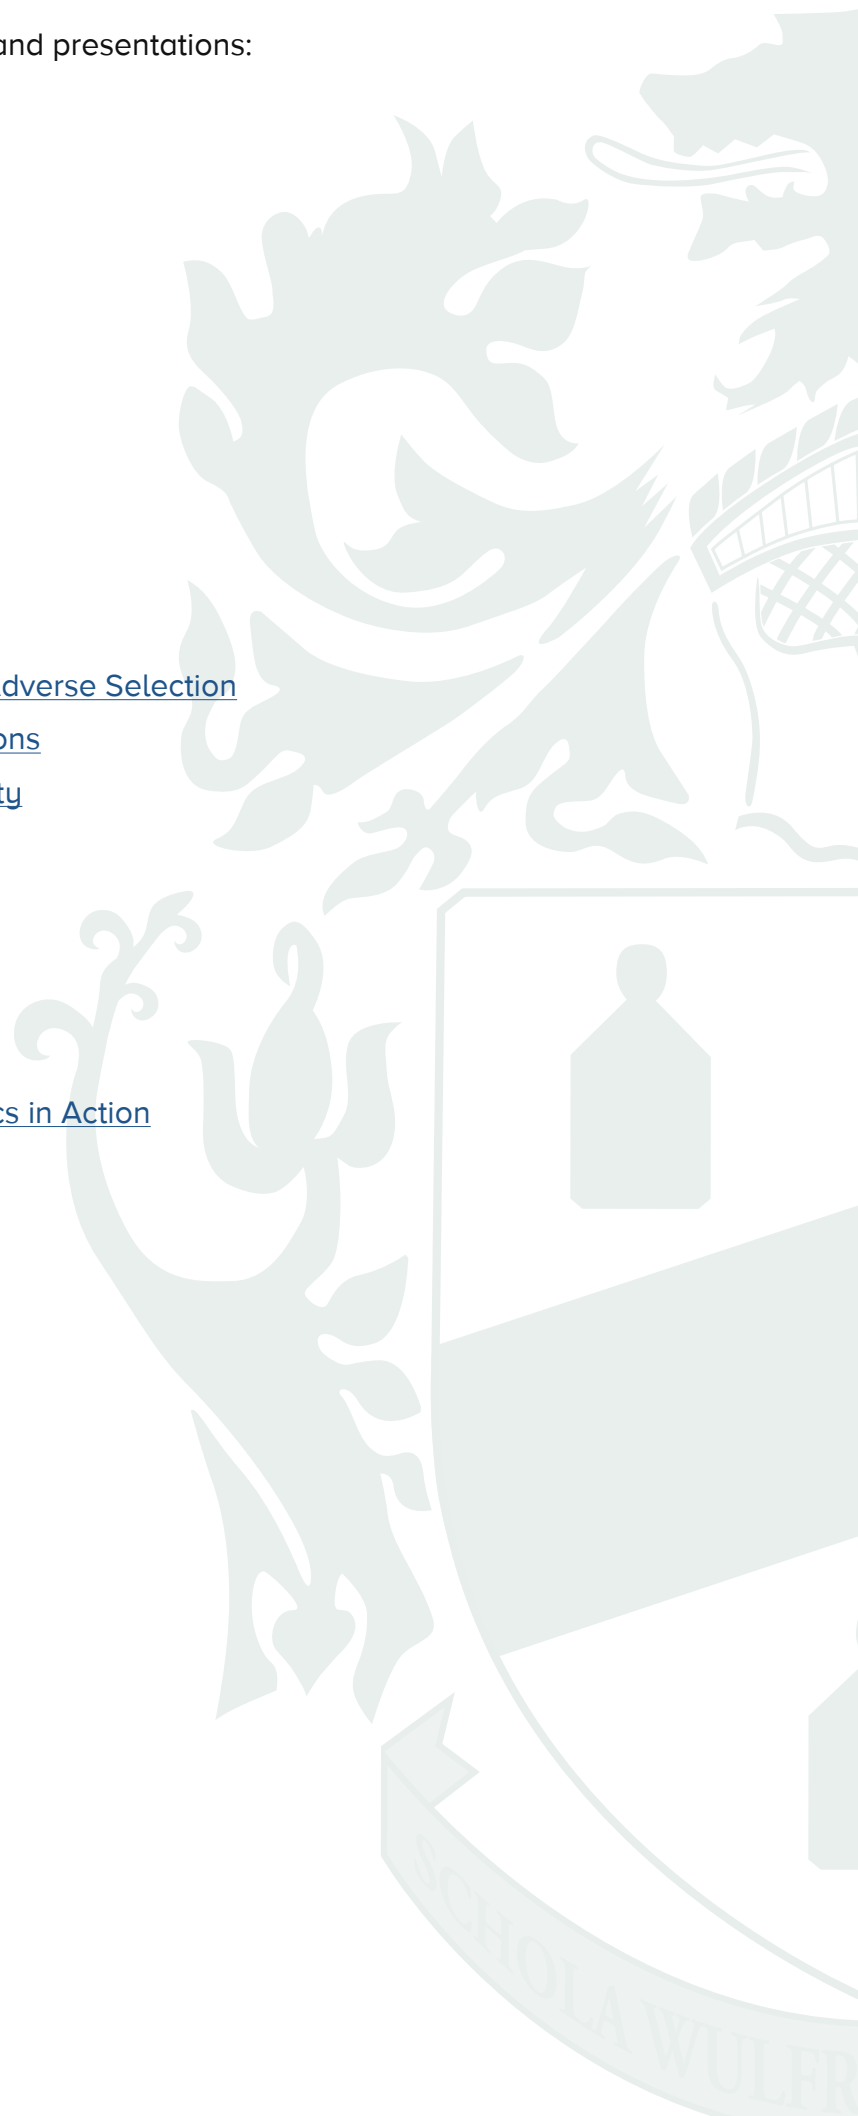 and presentations:
dverse Selection
ons
ty
cs in Action
SCHOLA WULFR